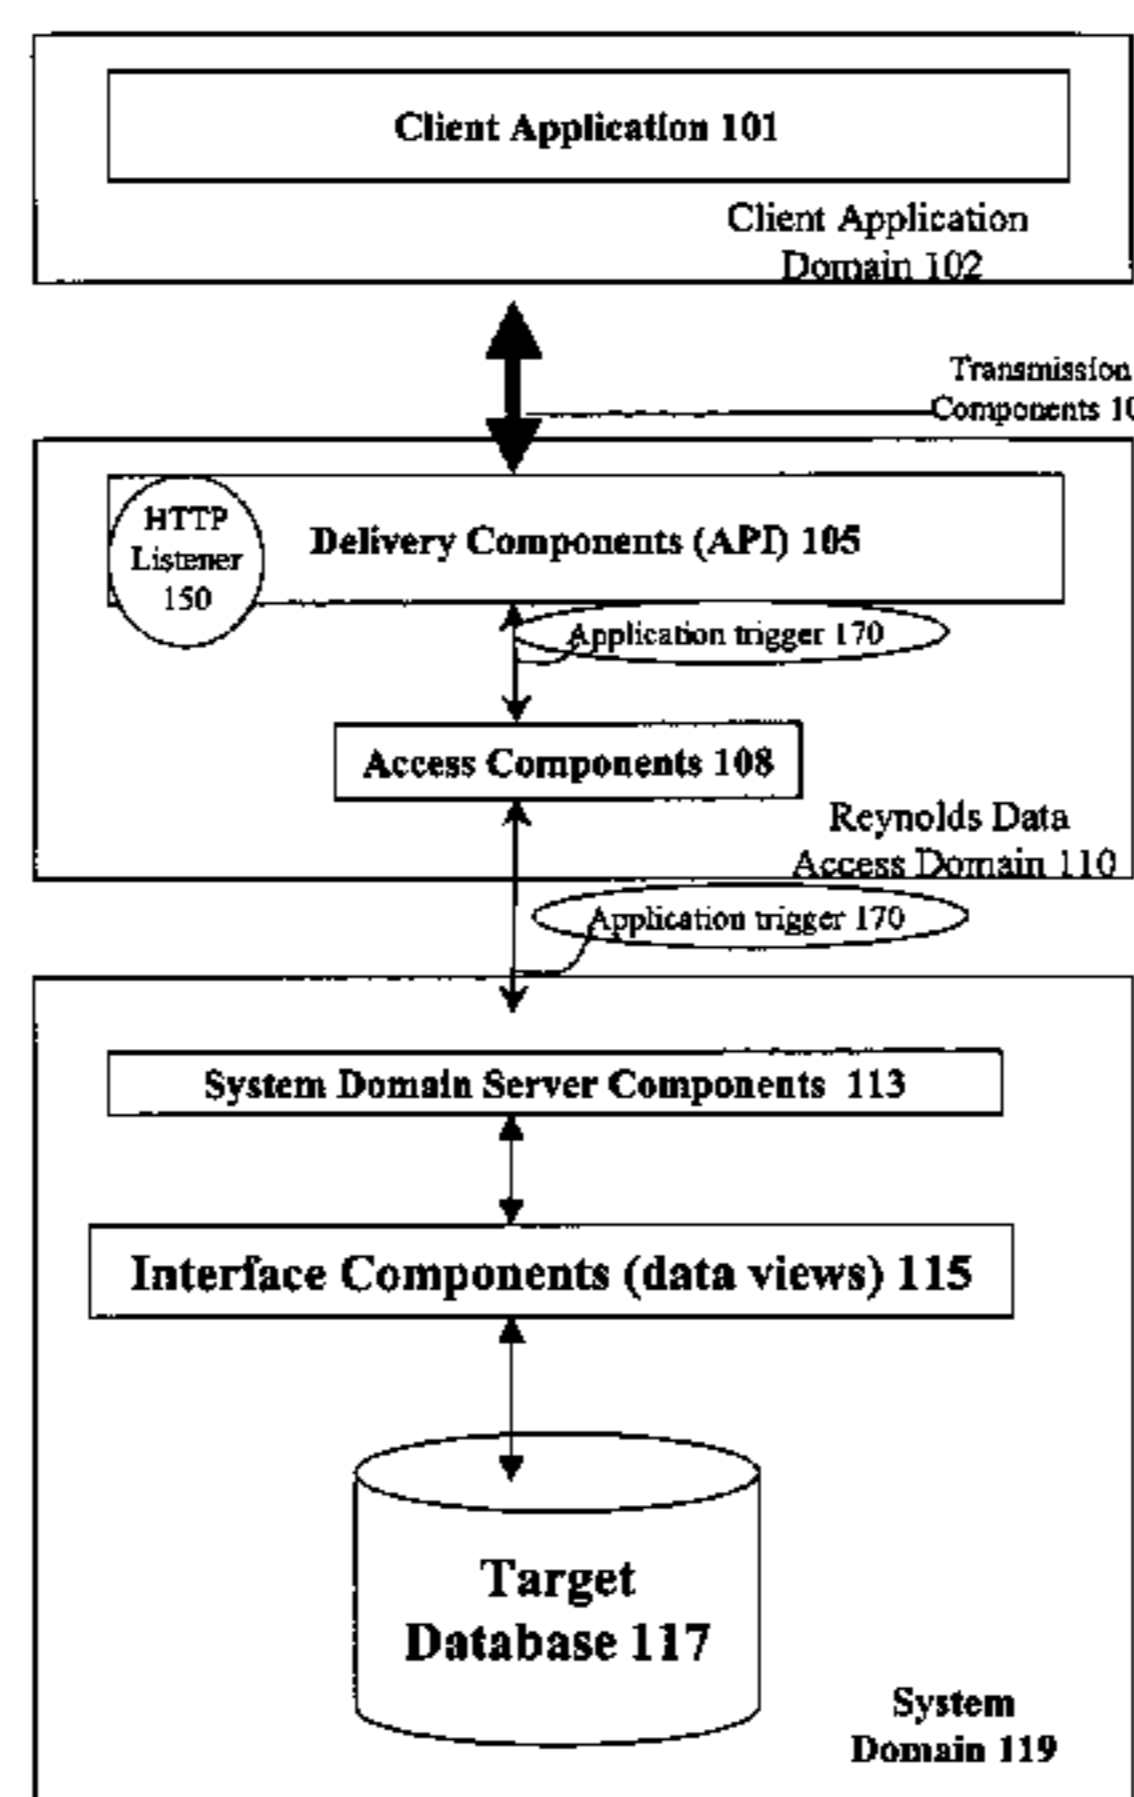 Client Application 101
Client Application
Domain 102
Transmission
Components 10
HTTP
Listener
150
Delivery Components (API) 105
Application trigger 170
Access Components 108
Reynolds Data
Access Domain 110
Application trigger 170
System Domain Server Components 113
Interface Components (data views) 115
Target
Database 117
System
Domain 119